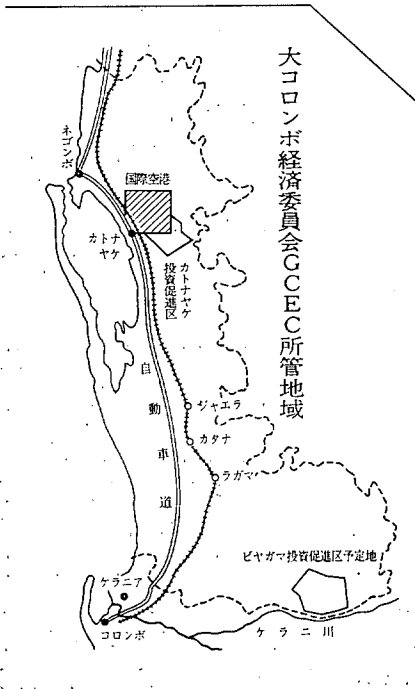 大コロンボ経済委員会GCEC所管地域
ネゴンボ
国際空港
カトナ
ヤケ
カトナヤケ
投資促進区
自動車道
ジャエラ
カタナ
ラガマ
ビヤガマ投資促進区予定地
ケラニア
コロンボ
ケラニ川